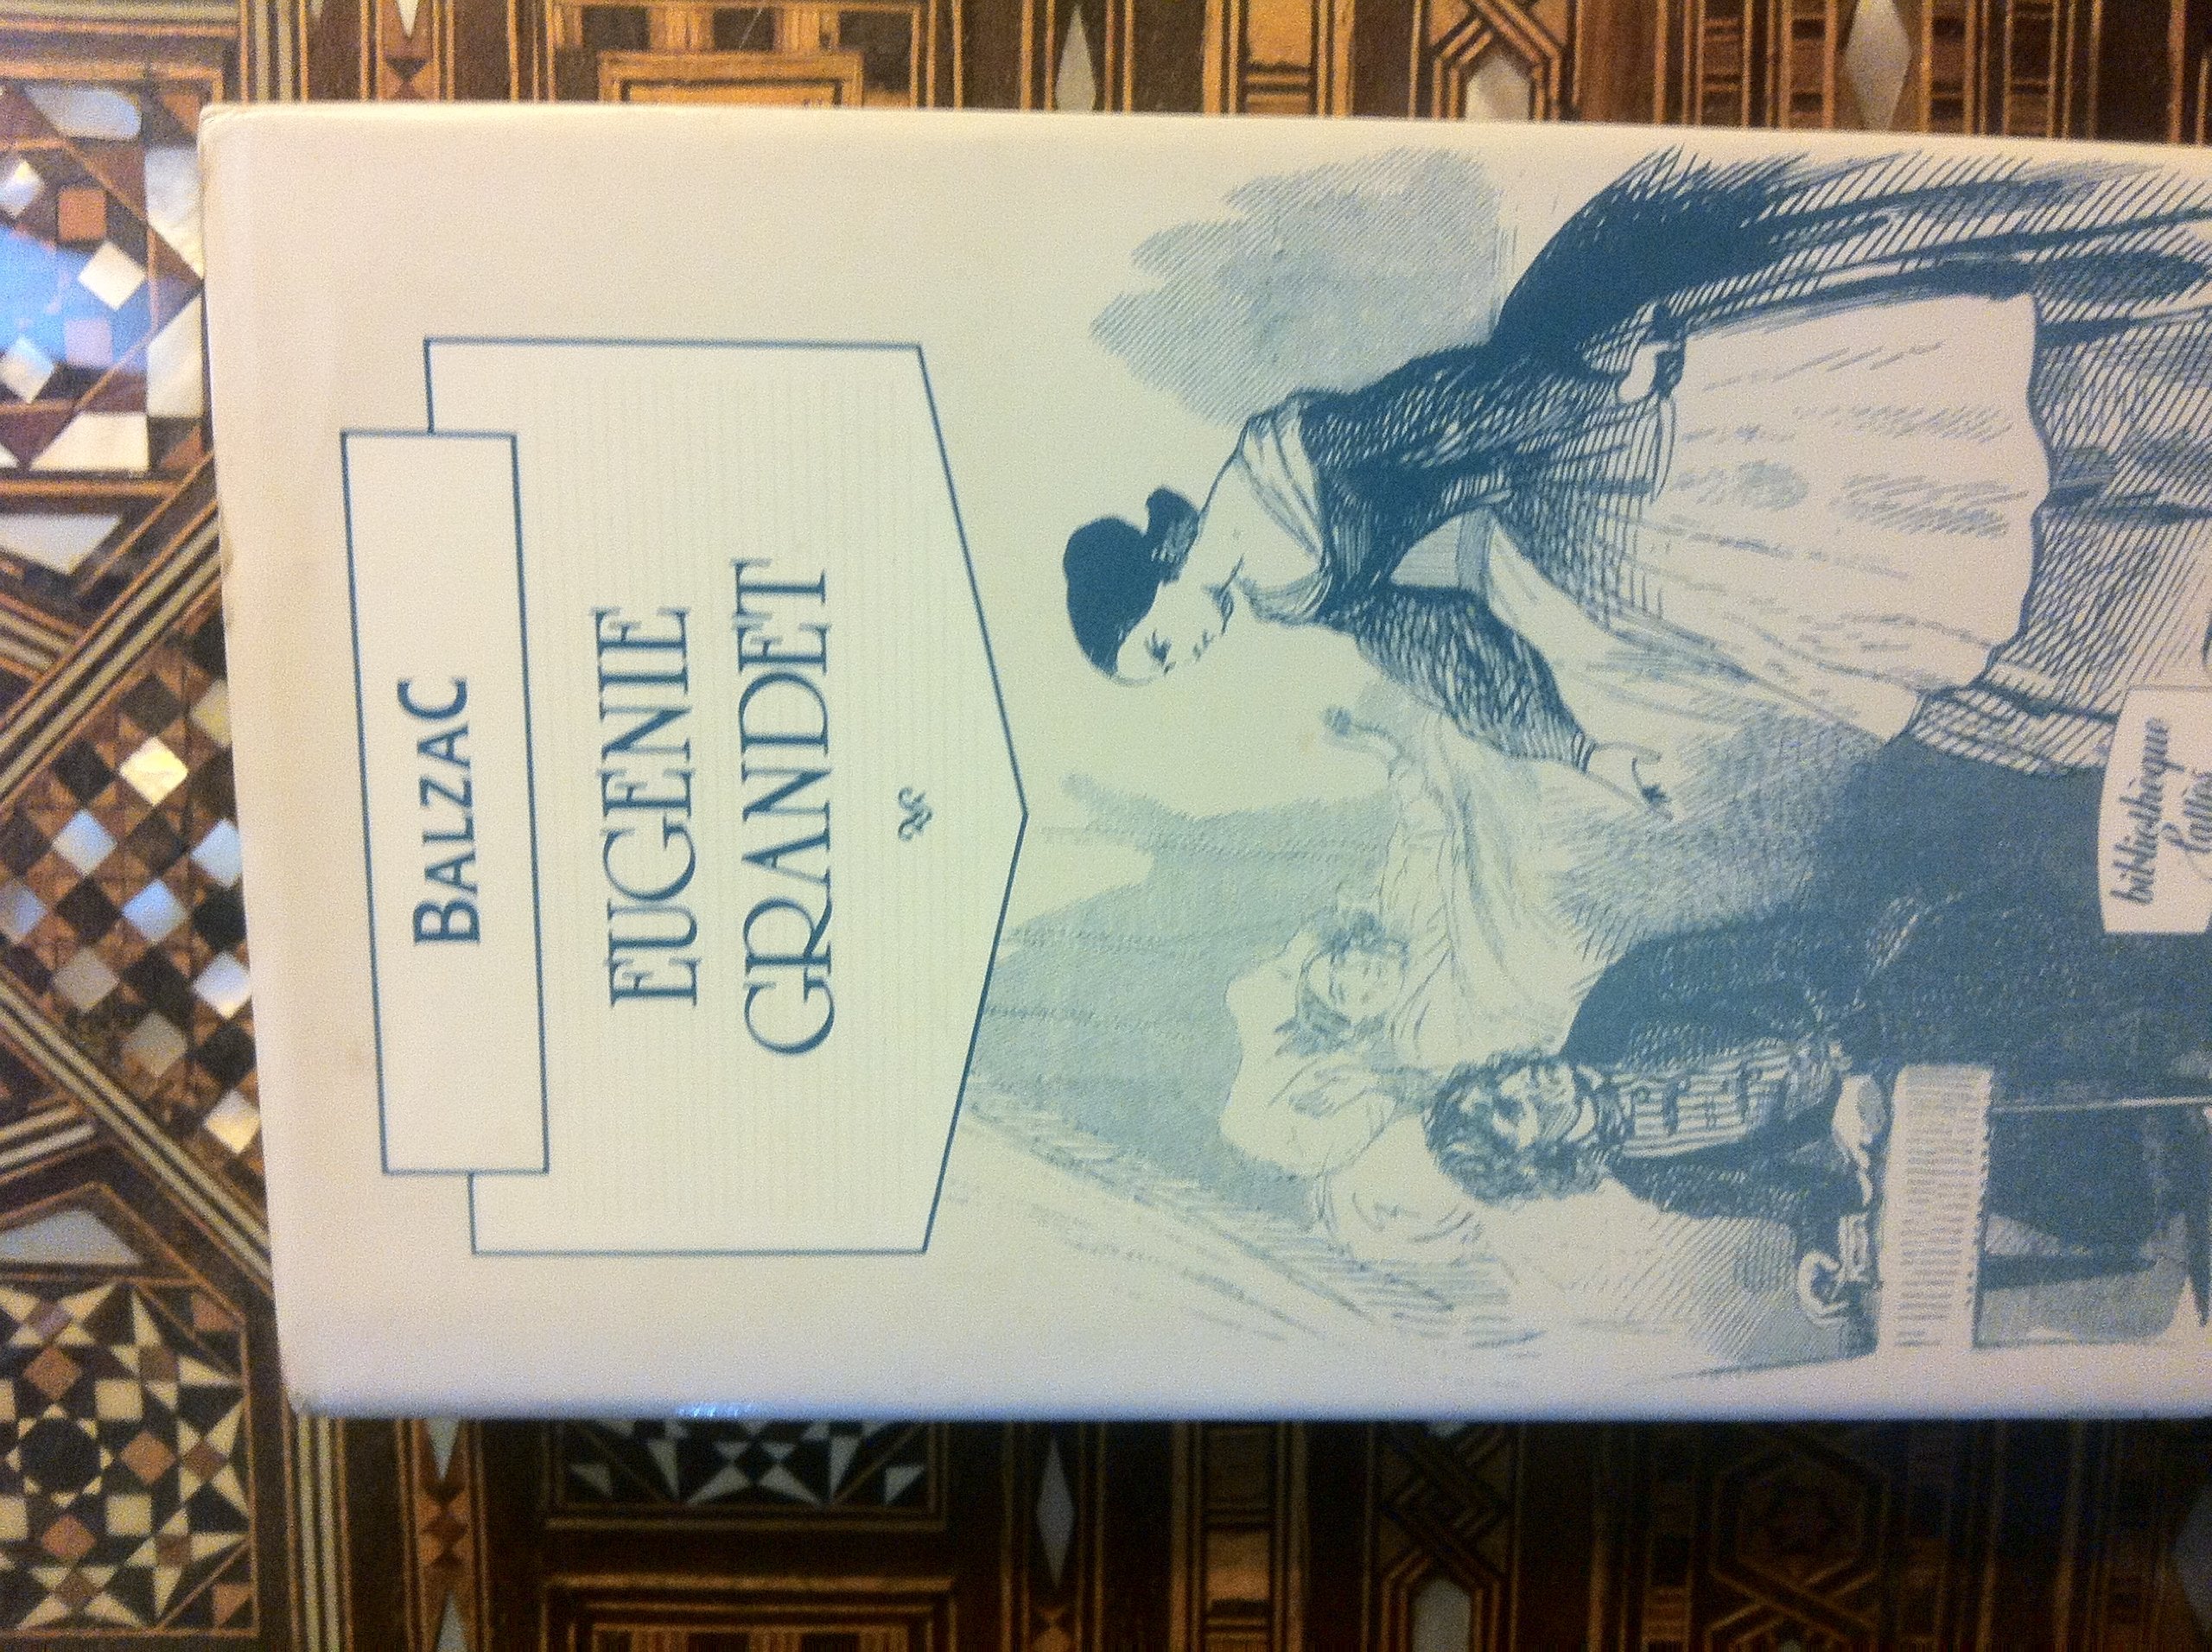 BALZAC
EUGENIE
GRANDET
bibliothèque
Lattès